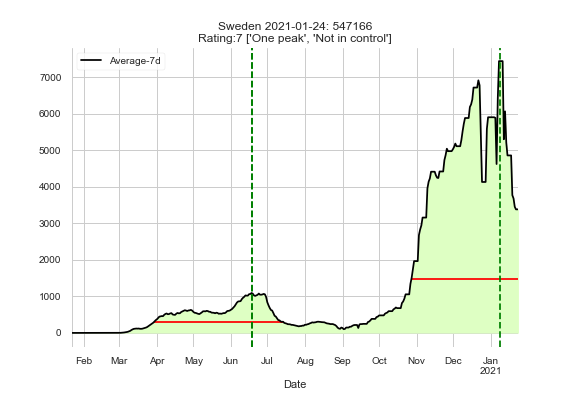 Sweden 2021-01-24: 547166
Rating:7 ['One peak', 'Not in control']
Average-7d
7000
6000
5000
4000
3000
2000
1000
0
Feb Mar Apr May Jun Jul Aug Sep Oct Nov Dec Jan
2021
Date